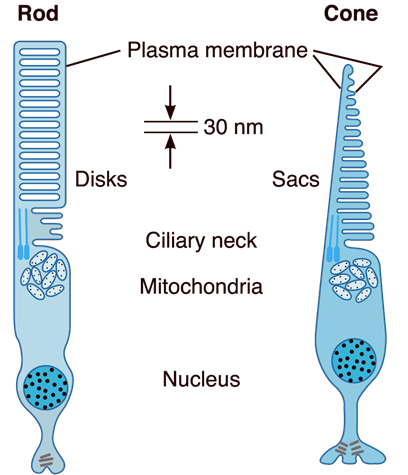 Rod
Cone
Plasma membrane
30 nm
Disks
Sacs
Ciliary neck
Mitochondria
Nucleus